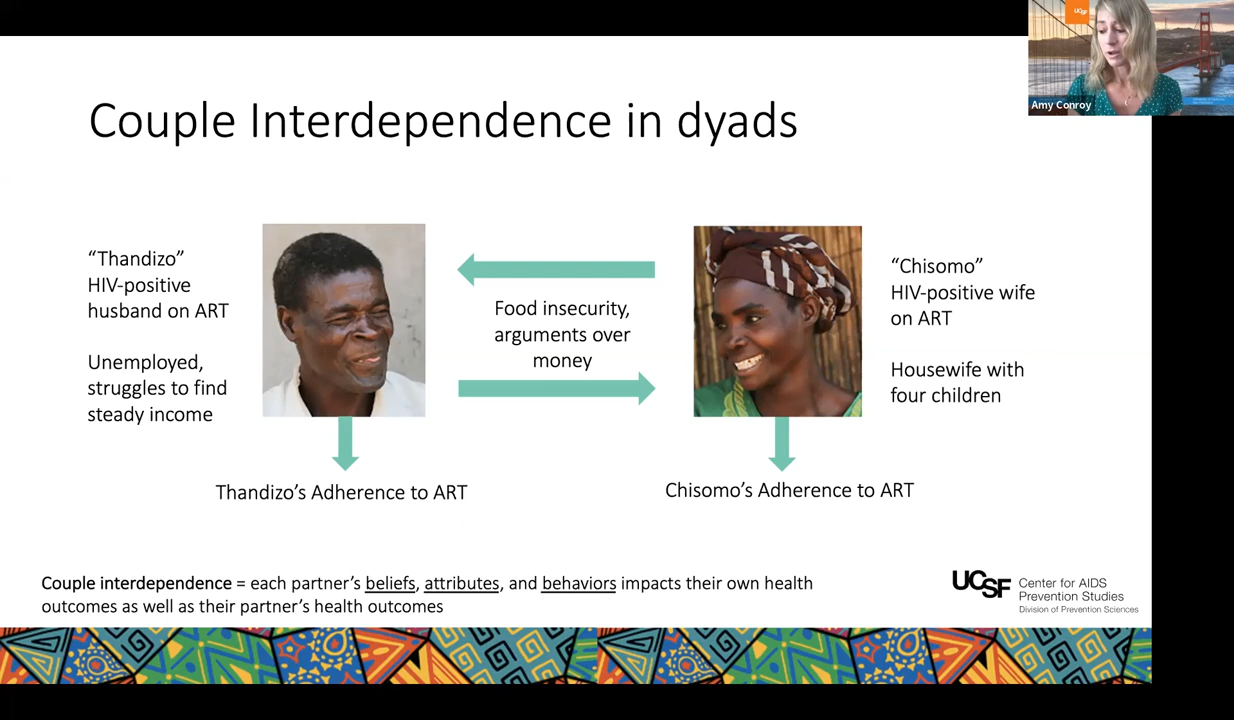 UCSF
Amy Conroy
Couple Interdependence in dyads
“Thandizo”
HIV-positive
husband on ART
Unemployed,
struggles to find
steady income
Food insecurity,
arguments over
money
“Chisomo”
HIV-positive wife
on ART
Housewife with
four children
Thandizo’s Adherence to ART
Chisomo’s Adherence to ART
Couple interdependence = each partner’s beliefs, attributes, and behaviors impacts their own health
outcomes as well as their partner’s health outcomes
UCSF
Center for AIDS
Prevention Studies
Division of Prevention Sciences